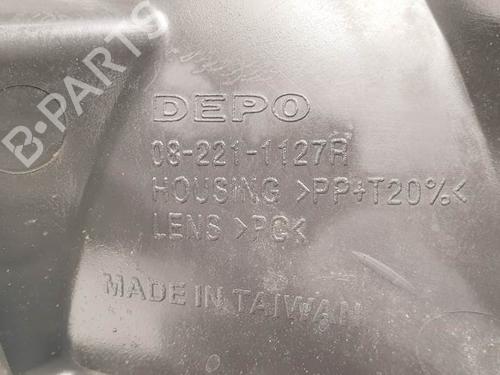 B-PARTS
DEPO
08-221-1127R
HOUSING >PP+T20%<
LENS >PC<
MADE IN TAIWAN